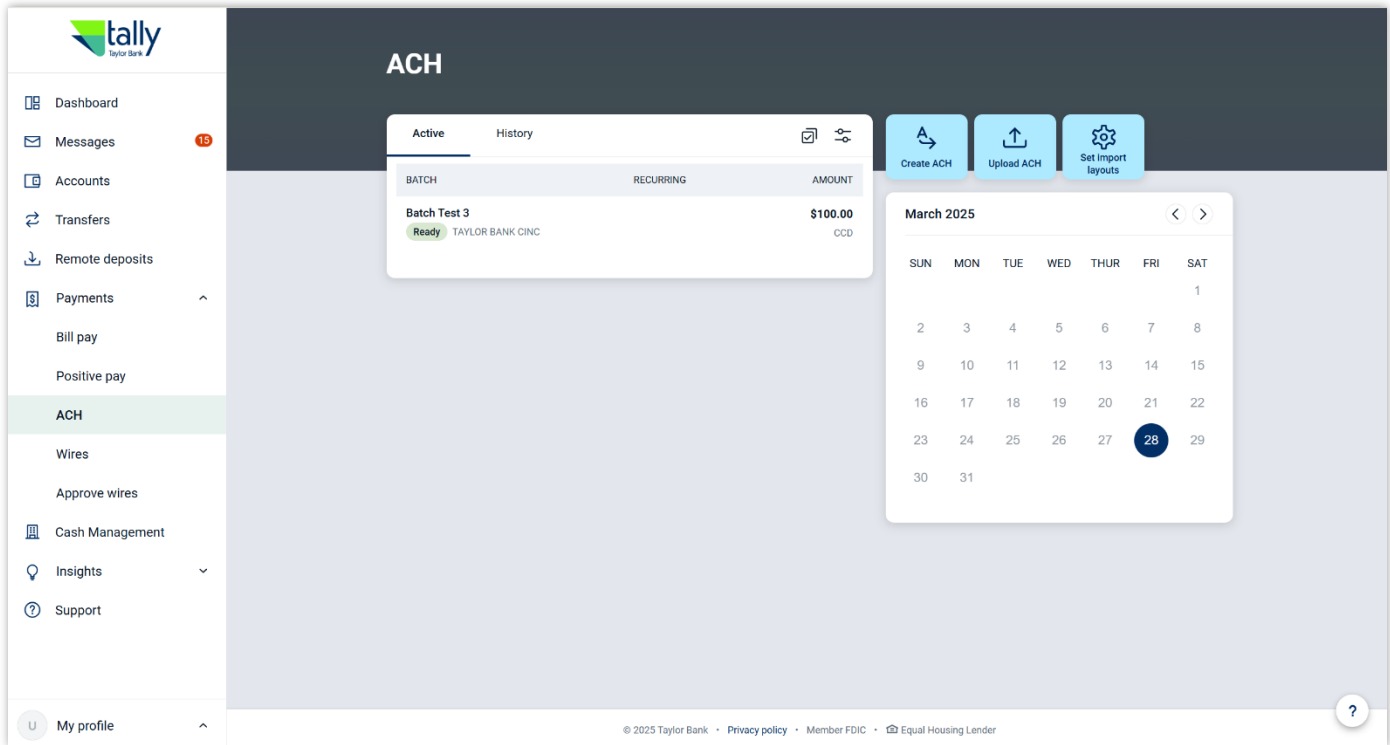 tally
Taylor Bank
Dashboard
Messages 15
Accounts
Transfers
Remote deposits
Payments
Bill pay
Positive pay
ACH
Wires
Approve wires
Cash Management
Insights
Support
U My profile
ACH
Active History
BATCH RECURRING AMOUNT
Batch Test 3 $100.00
Ready TAYLOR BANK CINC CCD
Create ACH
Upload ACH
Set import
layouts
March 2025
SUN MON TUE WED THUR FRI SAT
1
2 3 4 5 6 7 8
9 10 11 12 13 14 15
16 17 18 19 20 21 22
23 24 25 26 27 28 29
30 31
© 2025 Taylor Bank • Privacy policy • Member FDIC • Equal Housing Lender
?